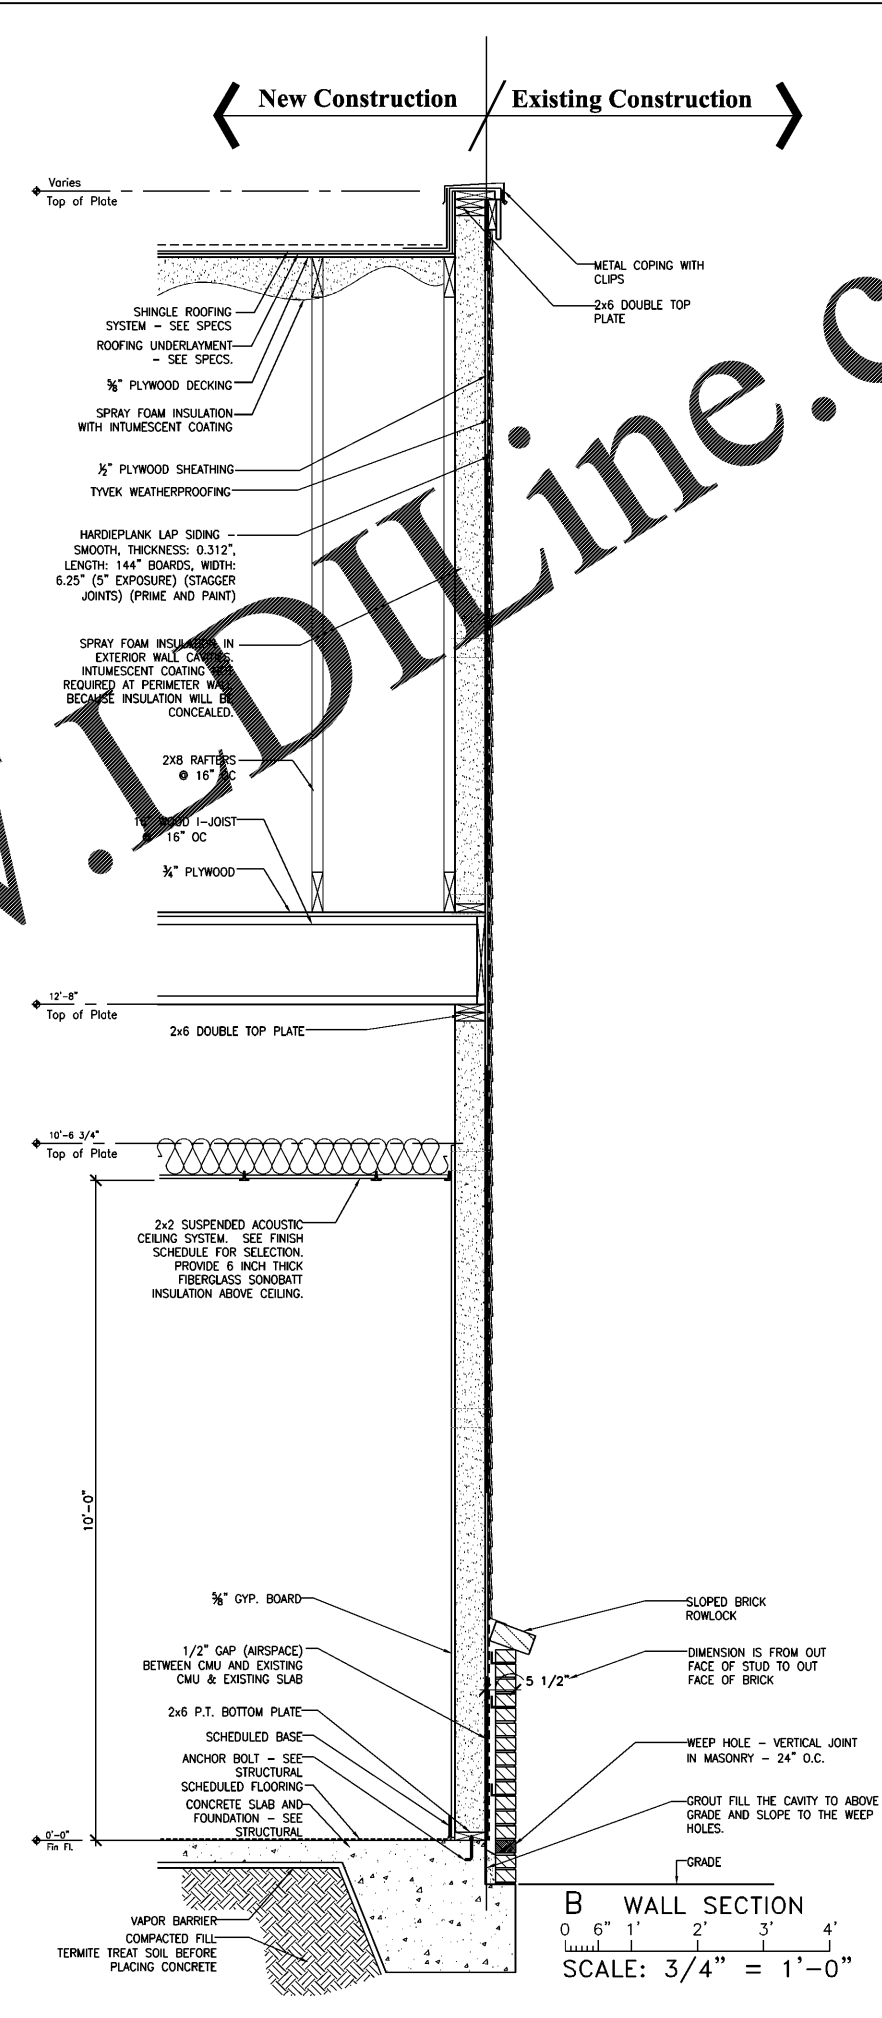 New Construction
Existing Construction
Varies
Top of Plate
METAL COPING WITH
CLIPS
2x6 DOUBLE TOP
PLATE
SHINGLE ROOFING
SYSTEM – SEE SPECS
ROOFING UNDERLAYMENT
– SEE SPECS.
⅝" PLYWOOD DECKING
SPRAY FOAM INSULATION
WITH INTUMESCENT COATING
½" PLYWOOD SHEATHING
TYVEK WEATHERPROOFING
HARDIEPLANK LAP SIDING –
SMOOTH, THICKNESS: 0.312",
LENGTH: 144" BOARDS, WIDTH:
6.25" (5" EXPOSURE) (STAGGER
JOINTS) (PRIME AND PAINT)
SPRAY FOAM INSULATION IN
EXTERIOR WALL CAVITIES.
INTUMESCENT COATING NOT
REQUIRED AT PERIMETER WALL
BECAUSE INSULATION WILL BE
CONCEALED.
2X8 RAFTERS
@ 16" OC
WOOD I–JOIST
@ 16" OC
¾" PLYWOOD
12'–8"
Top of Plate
2x6 DOUBLE TOP PLATE
10'–6 3/4"
Top of Plate
2x2 SUSPENDED ACOUSTIC
CEILING SYSTEM. SEE FINISH
SCHEDULE FOR SELECTION.
PROVIDE 6 INCH THICK
FIBERGLASS SONOBATT
INSULATION ABOVE CEILING.
10'–0"
⅝" GYP. BOARD
1/2" GAP (AIRSPACE)
BETWEEN CMU AND EXISTING
CMU & EXISTING SLAB
2x6 P.T. BOTTOM PLATE
SCHEDULED BASE
ANCHOR BOLT – SEE
STRUCTURAL
SCHEDULED FLOORING
CONCRETE SLAB AND
FOUNDATION – SEE
STRUCTURAL
0'–0"
Fin Fl.
SLOPED BRICK
ROWLOCK
5 1/2"
DIMENSION IS FROM OUT
FACE OF STUD TO OUT
FACE OF BRICK
WEEP HOLE – VERTICAL JOINT
IN MASONRY – 24" O.C.
GROUT FILL THE CAVITY TO ABOVE
GRADE AND SLOPE TO THE WEEP
HOLES.
GRADE
VAPOR BARRIER
COMPACTED FILL
TERMITE TREAT SOIL BEFORE
PLACING CONCRETE
B WALL SECTION
0 6" 1' 2' 3' 4'
SCALE: 3/4" = 1'–0"
.LDILine.c